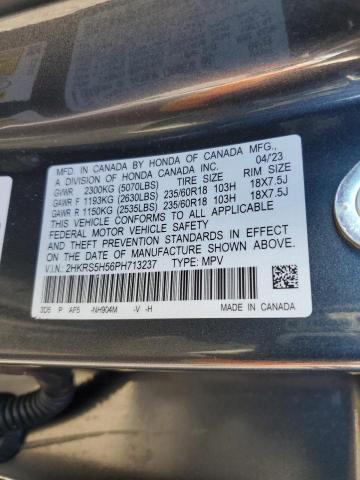 MFD. IN CANADA BY HONDA OF CANADA MFG.,
A DIVISION OF HONDA CANADA INC. 04/23
GVWR 2300KG (5070LBS) TIRE SIZE RIM SIZE
GAWR F 1193KG (2630LBS) 235/60R18 103H 18X7.5J
GAWR R 1150KG (2535LBS) 235/60R18 103H 18X7.5J
THIS VEHICLE CONFORMS TO ALL APPLICABLE
FEDERAL MOTOR VEHICLE SAFETY AND
THEFT PREVENTION STANDARDS IN EFFECT ON THE
DATE OF MANUFACTURE SHOWN ABOVE.
V.I.N.: 2HKRS5H56PH713237 TYPE: MPV
3D5 P AF5 -NH904M -V -H MADE IN CANADA